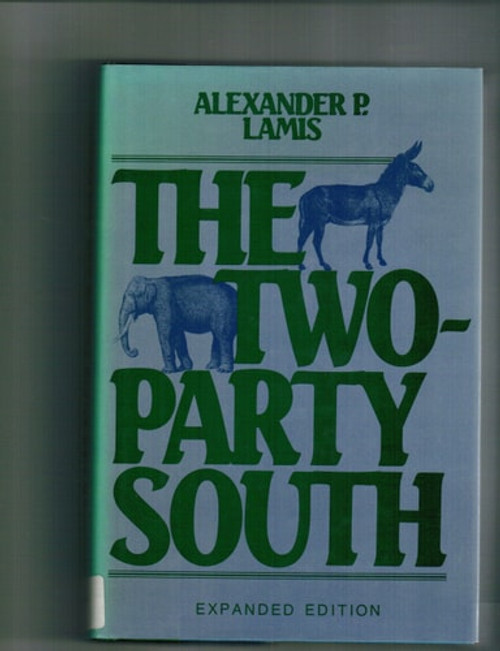 ALEXANDER P.
LAMIS
THE
TWO-
PARTY
SOUTH
EXPANDED EDITION